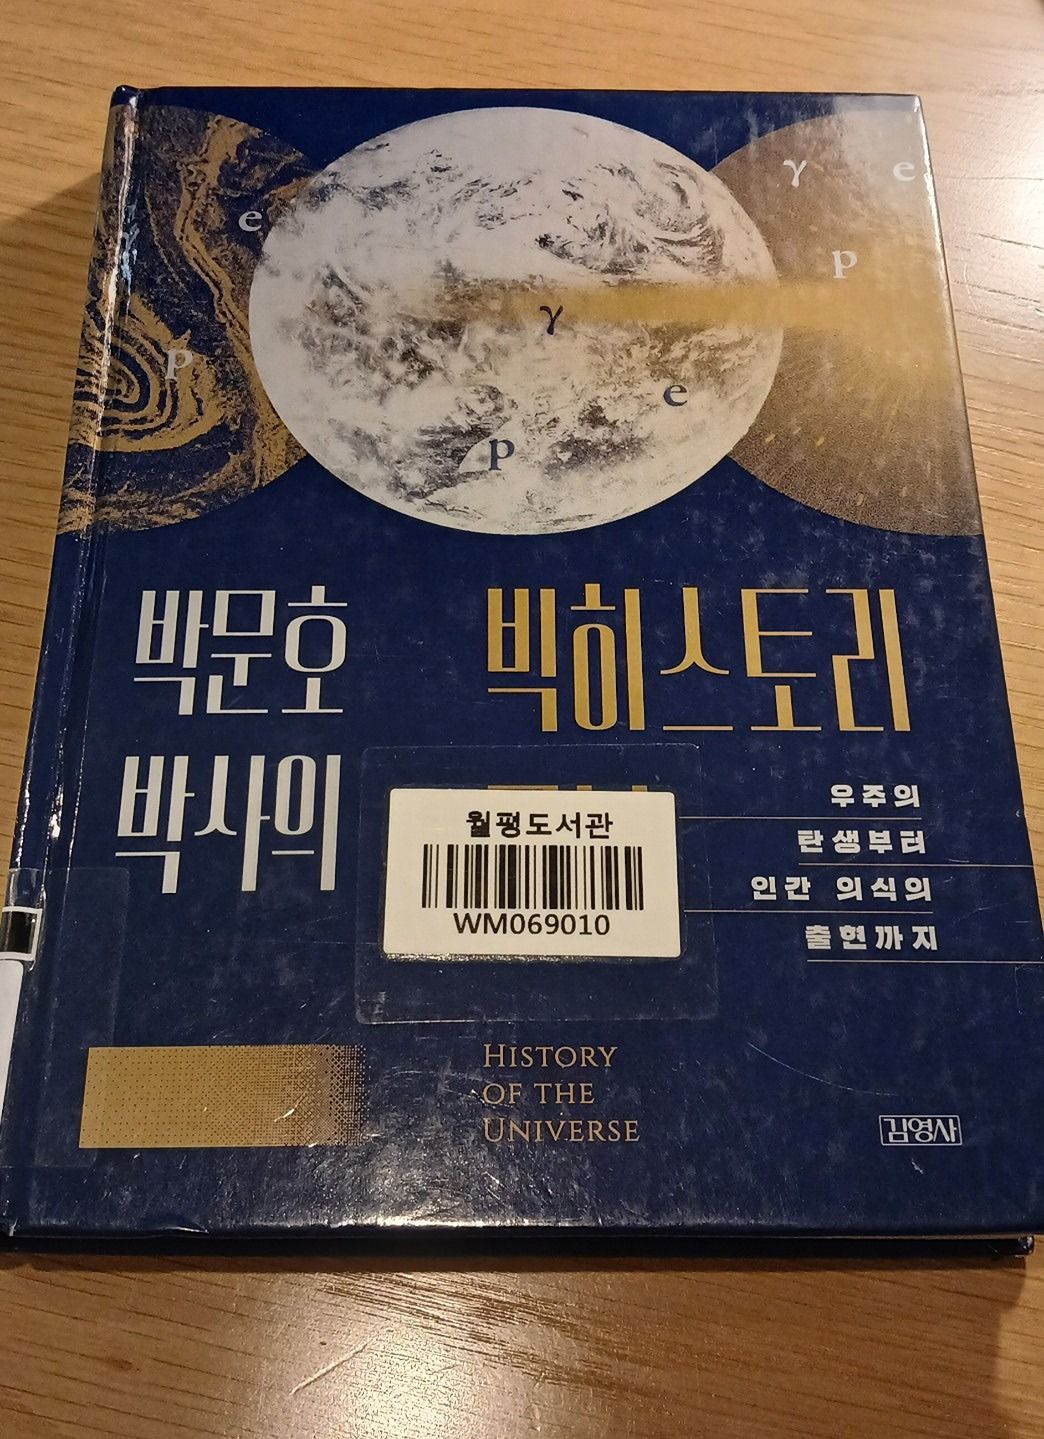 γ e
e
p
γ
p
e
p
박문호 빅히스토리
박사의
우주의
탄생부터
인간 의식의
출현까지
월평도서관
WM069010
HISTORY
OF THE
UNIVERSE
김영사